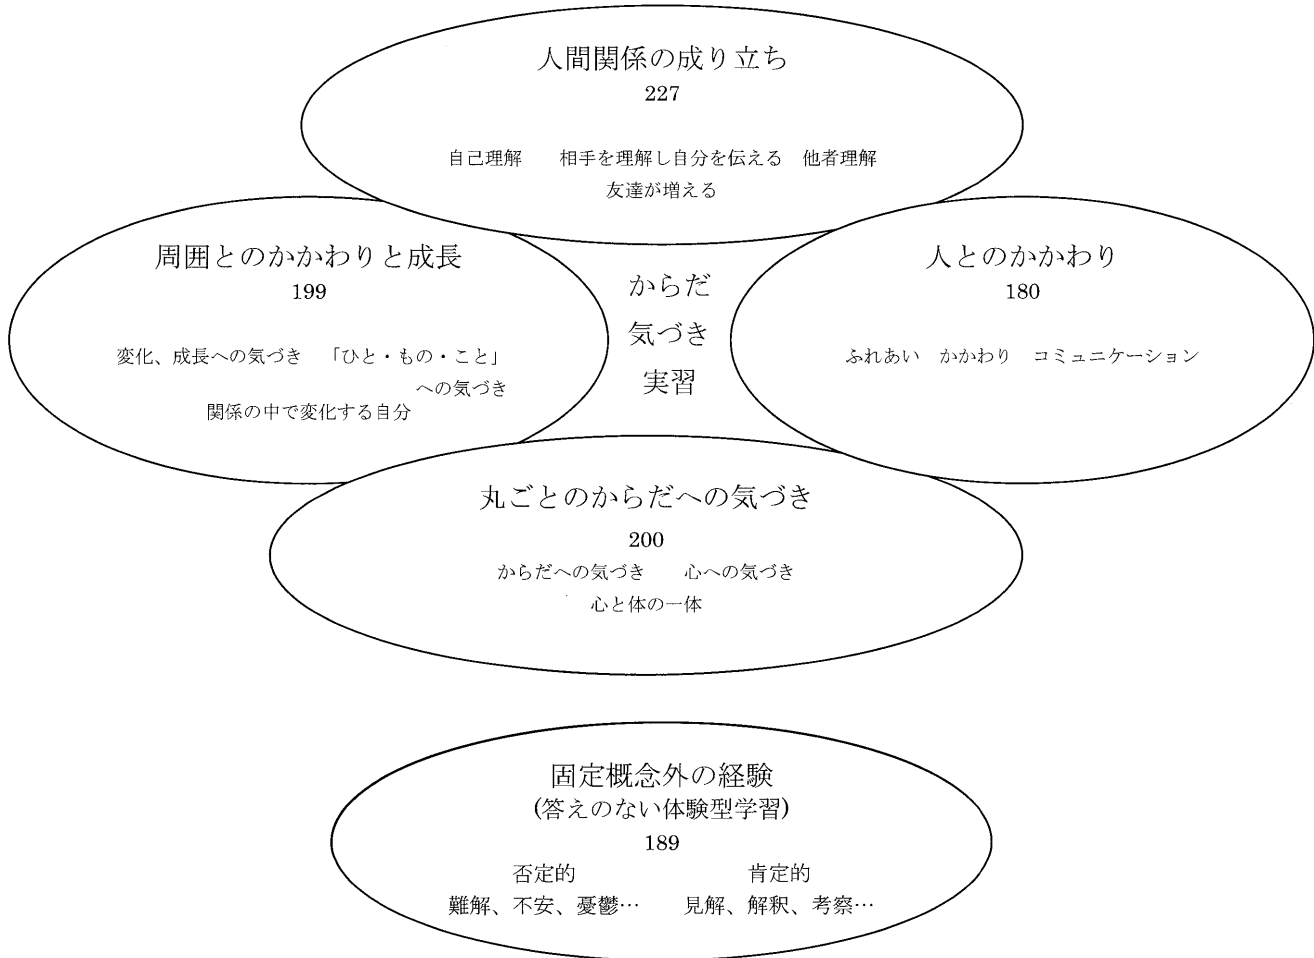 人間関係の成り立ち
227
自己理解　　相手を理解し自分を伝える　他者理解
友達が増える
周囲とのかかわりと成長
199
変化、成長への気づき　「ひと・もの・こと」
への気づき
関係の中で変化する自分
からだ
気づき
実習
人とのかかわり
180
ふれあい　かかわり　コミュニケーション
丸ごとのからだへの気づき
200
からだへの気づき　　心への気づき
心と体の一体
固定概念外の経験
(答えのない体験型学習)
189
否定的　　肯定的
難解、不安、憂鬱…　　見解、解釈、考察…